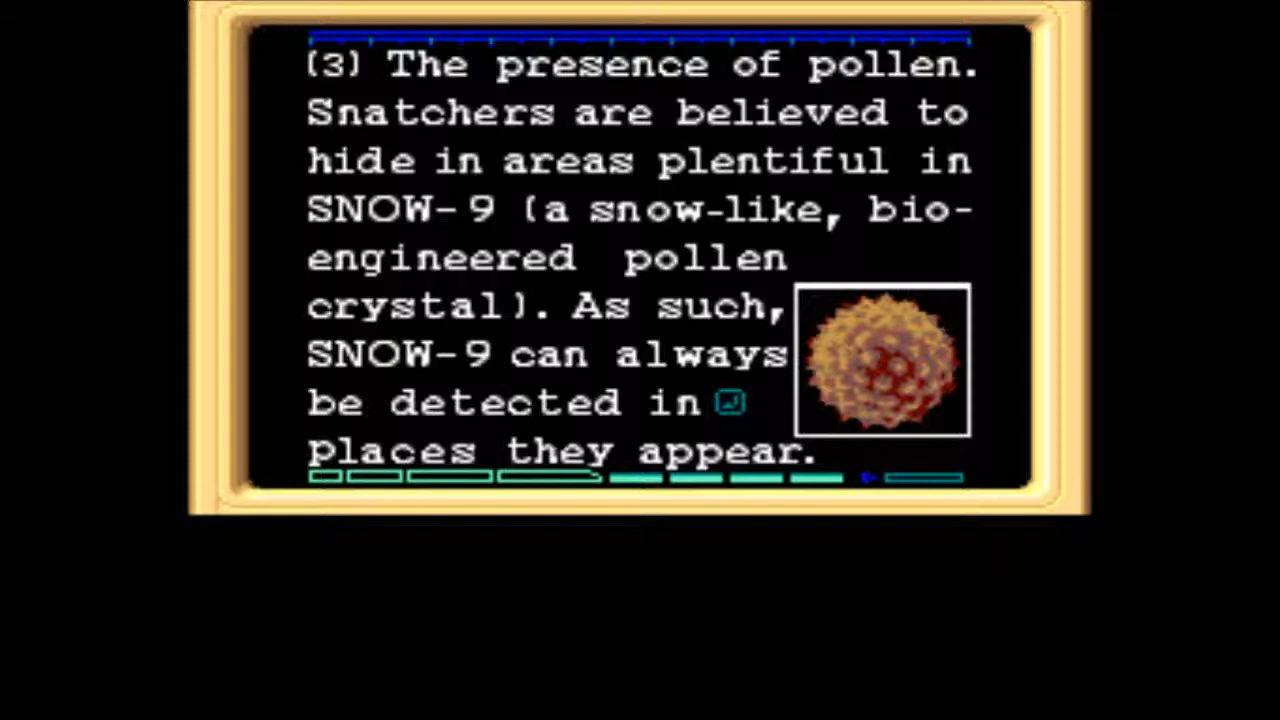 (3) The presence of pollen.
Snatchers are believed to
hide in areas plentiful in
SNOW-9 (a snow-like, bio-
engineered pollen
crystal). As such,
SNOW-9 can always
be detected in
places they appear.